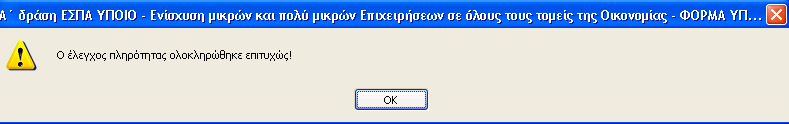 Α΄ δράση ΕΣΠΑ ΥΠΟΙΟ - Ενίσχυση μικρών και πολύ μικρών Επιχειρήσεων σε όλους τους τομείς της Οικονομίας - ΦΟΡΜΑ ΥΠ...
Ο έλεγχος πληρότητας ολοκληρώθηκε επιτυχώς!
OK